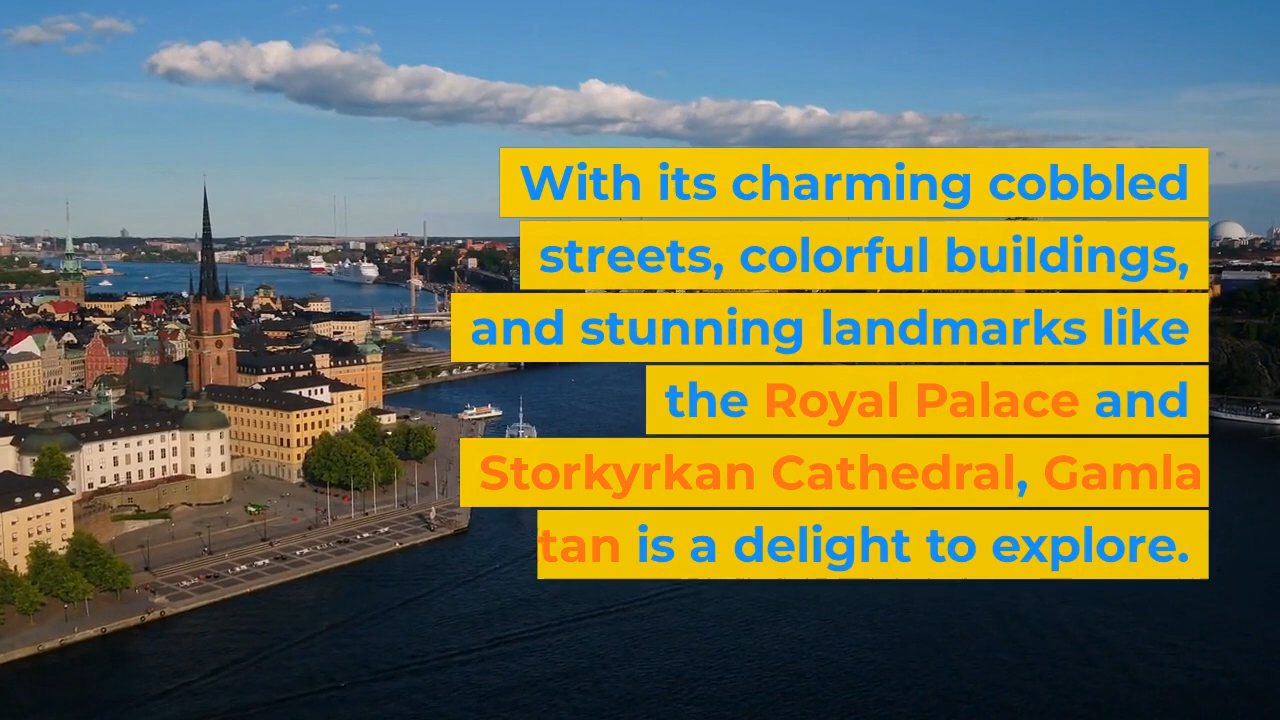 With its charming cobbled
streets, colorful buildings,
and stunning landmarks like
the Royal Palace and
Storkyrkan Cathedral, Gamla
tan is a delight to explore.